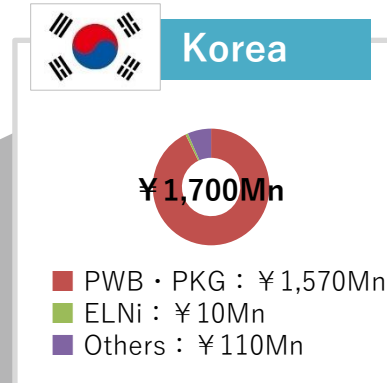 Korea
¥1,700Mn
PWB・PKG：¥1,570Mn
ELNi：¥10Mn
Others：¥110Mn